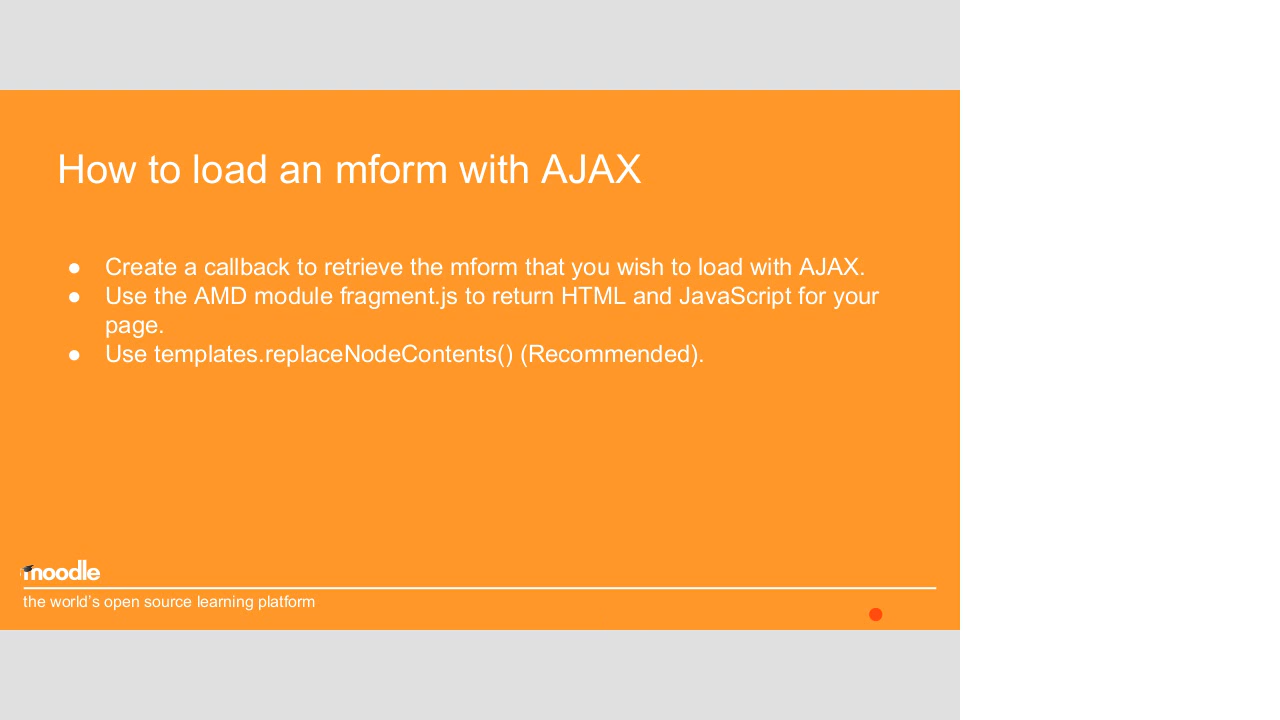 How to load an mform with AJAX
● Create a callback to retrieve the mform that you wish to load with AJAX.
● Use the AMD module fragment.js to return HTML and JavaScript for your
page.
● Use templates.replaceNodeContents() (Recommended).
moodle
the world’s open source learning platform